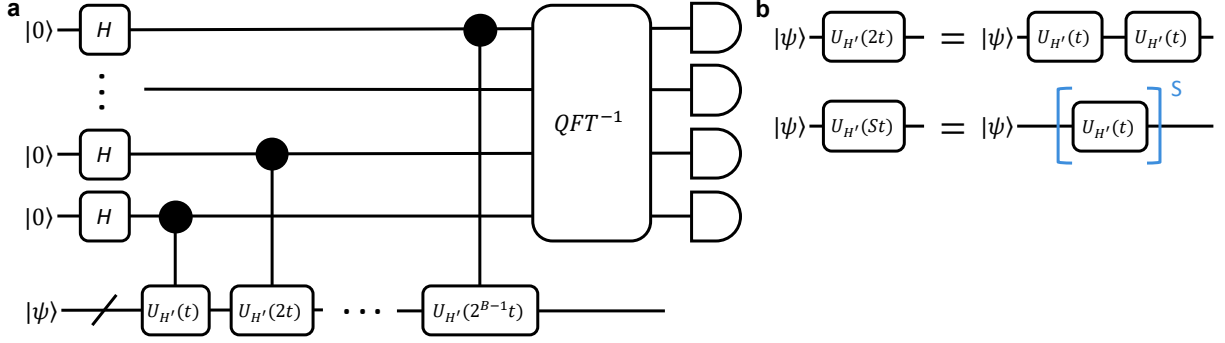 a
|0⟩ H
⋮
|0⟩ H
|0⟩ H
QFT⁻¹
|ψ⟩ U_{H′}(t) U_{H′}(2t) ⋯ U_{H′}(2^{B−1}t)
b
|ψ⟩ U_{H′}(2t) = |ψ⟩ U_{H′}(t) U_{H′}(t)
|ψ⟩ U_{H′}(St) = |ψ⟩ [U_{H′}(t)]^S